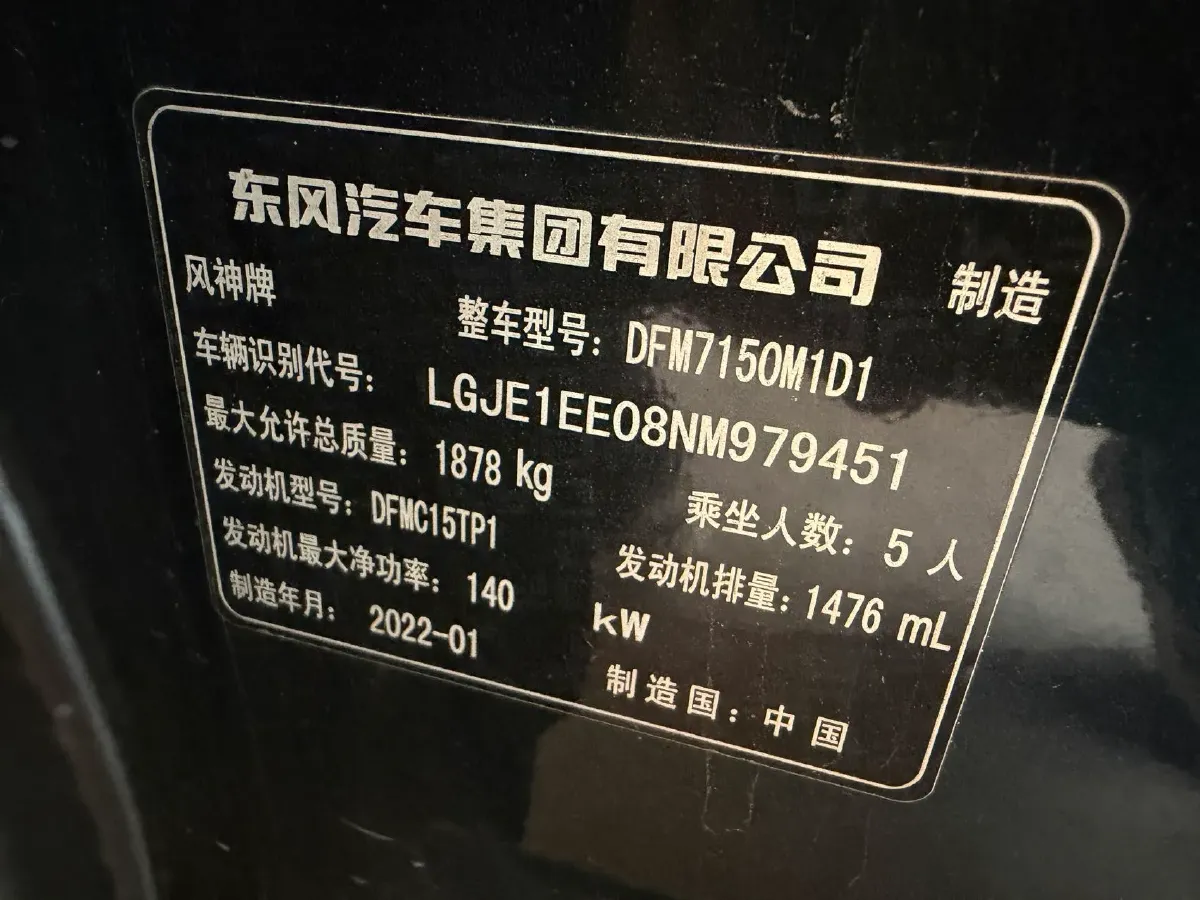 东风汽车集团有限公司 制造
风神牌 整车型号：DFM7150M1D1
车辆识别代号：LGJE1EE08NM979451
最大允许总质量：1878 kg 乘坐人数：5 人
发动机型号：DFMC15TP1 发动机排量：1476 mL
发动机最大净功率：140 kW
制造年月：2022-01 制造国：中国